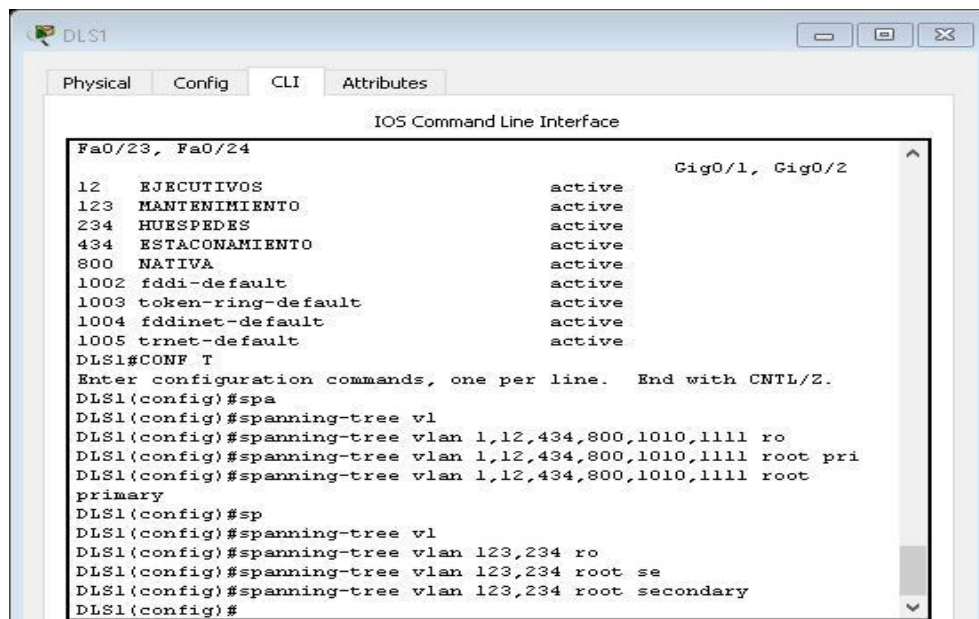 DLS1
Physical Config CLI Attributes
IOS Command Line Interface
Fa0/23, Fa0/24
Gig0/1, Gig0/2
12 EJECUTIVOS active
123 MANTENIMIENTO active
234 HUESPEDES active
434 ESTACONAMIENTO active
800 NATIVA active
1002 fddi-default active
1003 token-ring-default active
1004 fddinet-default active
1005 trnet-default active
DLS1#CONF T
Enter configuration commands, one per line. End with CNTL/Z.
DLS1(config)#spa
DLS1(config)#spanning-tree vl
DLS1(config)#spanning-tree vlan 1,12,434,800,1010,1111 ro
DLS1(config)#spanning-tree vlan 1,12,434,800,1010,1111 root pri
DLS1(config)#spanning-tree vlan 1,12,434,800,1010,1111 root
primary
DLS1(config)#sp
DLS1(config)#spanning-tree vl
DLS1(config)#spanning-tree vlan 123,234 ro
DLS1(config)#spanning-tree vlan 123,234 root se
DLS1(config)#spanning-tree vlan 123,234 root secondary
DLS1(config)#